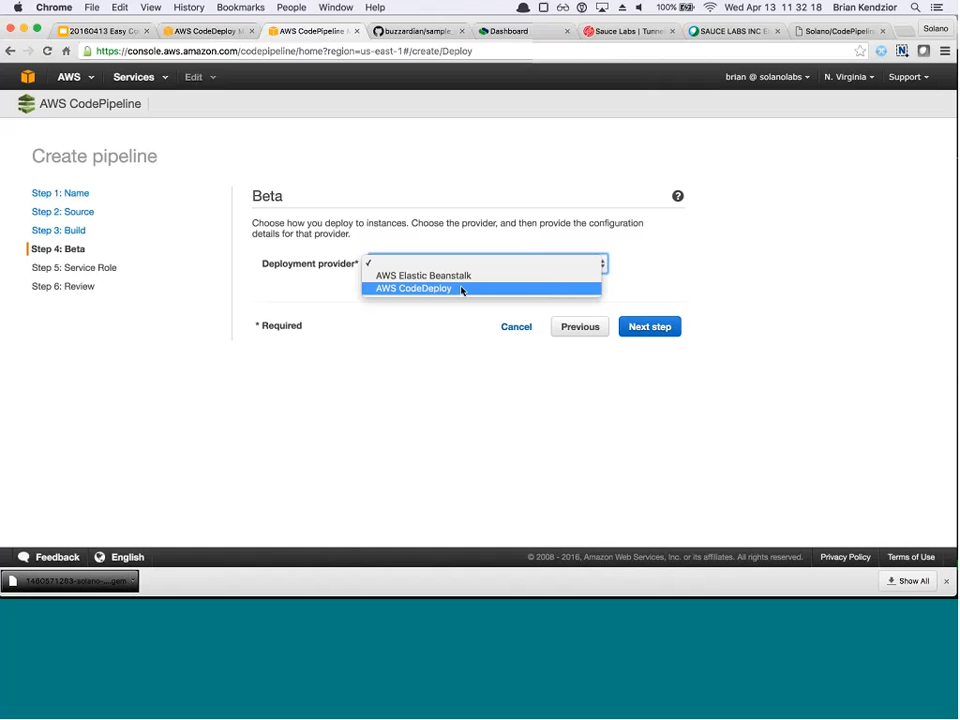 Chrome File Edit View History Bookmarks People Window Help 100% Wed Apr 13 11 32 18 Brian Kendzior
20160413 Easy Co × AWS CodeDeploy M × AWS CodePipeline M × buzzardian/sample × Dashboard × Sauce Labs | Tunne × SAUCE LABS INC E × Solano/CodePipelin × Solano
https://console.aws.amazon.com/codepipeline/home?region=us-east-1#/create/Deploy
AWS Services Edit brian @ solanolabs N. Virginia Support
AWS CodePipeline
Create pipeline
Step 1: Name
Step 2: Source
Step 3: Build
Step 4: Beta
Step 5: Service Role
Step 6: Review
Beta
Choose how you deploy to instances. Choose the provider, and then provide the configuration
details for that provider.
Deployment provider*
AWS Elastic Beanstalk
AWS CodeDeploy
* Required
Cancel Previous Next step
Feedback English © 2008 - 2016, Amazon Web Services, Inc. or its affiliates. All rights reserved. Privacy Policy Terms of Use
1460571283-solano-....gem Show All ×